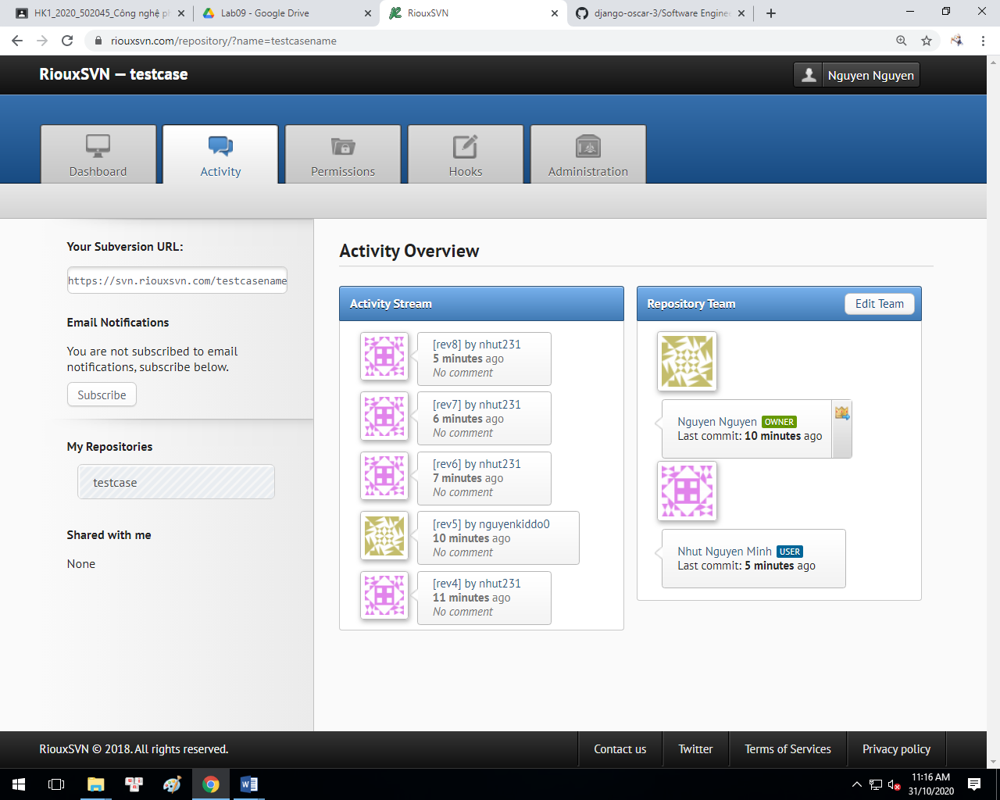 HK1_2020_502045_Công nghệ ph
Lab09 - Google Drive
RiouxSVN
django-oscar-3/Software Enginee
riouxsvn.com/repository/?name=testcasename
RiouxSVN — testcase
Nguyen Nguyen
Dashboard
Activity
Permissions
Hooks
Administration
Your Subversion URL:
https://svn.riouxsvn.com/testcasename
Email Notifications
You are not subscribed to email
notifications, subscribe below.
Subscribe
My Repositories
testcase
Shared with me
None
Activity Overview
Activity Stream
[rev8] by nhut231
5 minutes ago
No comment
[rev7] by nhut231
6 minutes ago
No comment
[rev6] by nhut231
7 minutes ago
No comment
[rev5] by nguyenkiddo0
10 minutes ago
No comment
[rev4] by nhut231
11 minutes ago
No comment
Repository Team
Edit Team
Nguyen Nguyen OWNER
Last commit: 10 minutes ago
Nhut Nguyen Minh USER
Last commit: 5 minutes ago
RiouxSVN © 2018. All rights reserved.
Contact us
Twitter
Terms of Services
Privacy policy
11:16 AM
31/10/2020